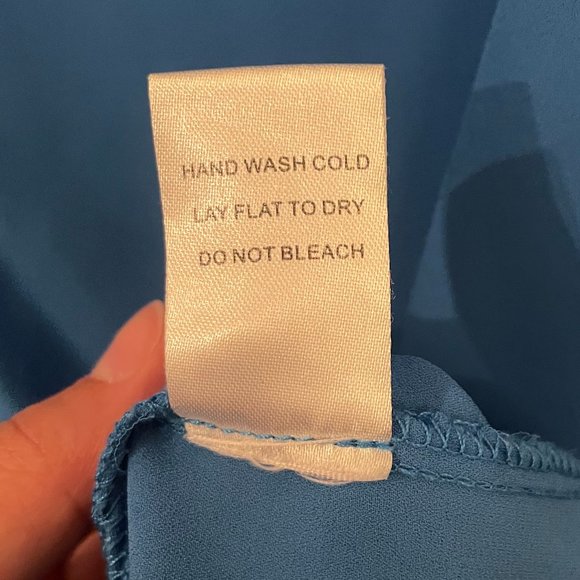 HAND WASH COLD
LAY FLAT TO DRY
DO NOT BLEACH